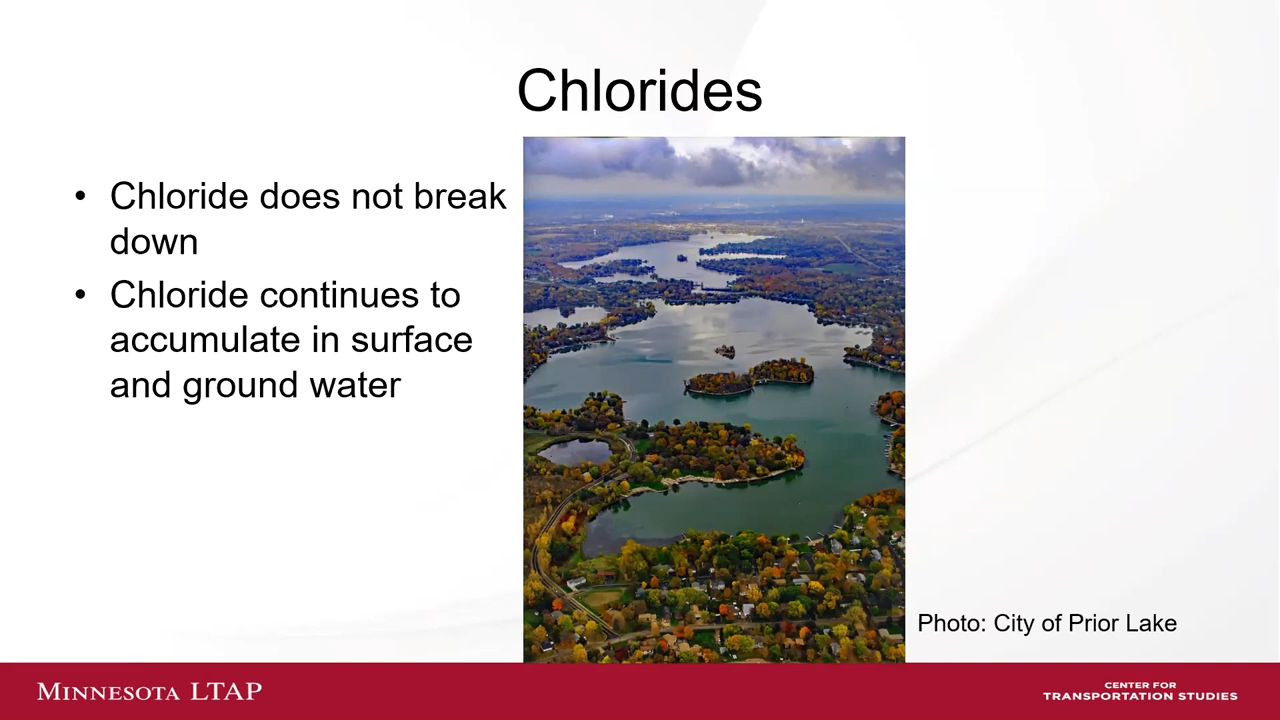 Chlorides
• Chloride does not break
down
• Chloride continues to
accumulate in surface
and ground water
Photo: City of Prior Lake
MINNESOTA LTAP
CENTER FOR
TRANSPORTATION STUDIES